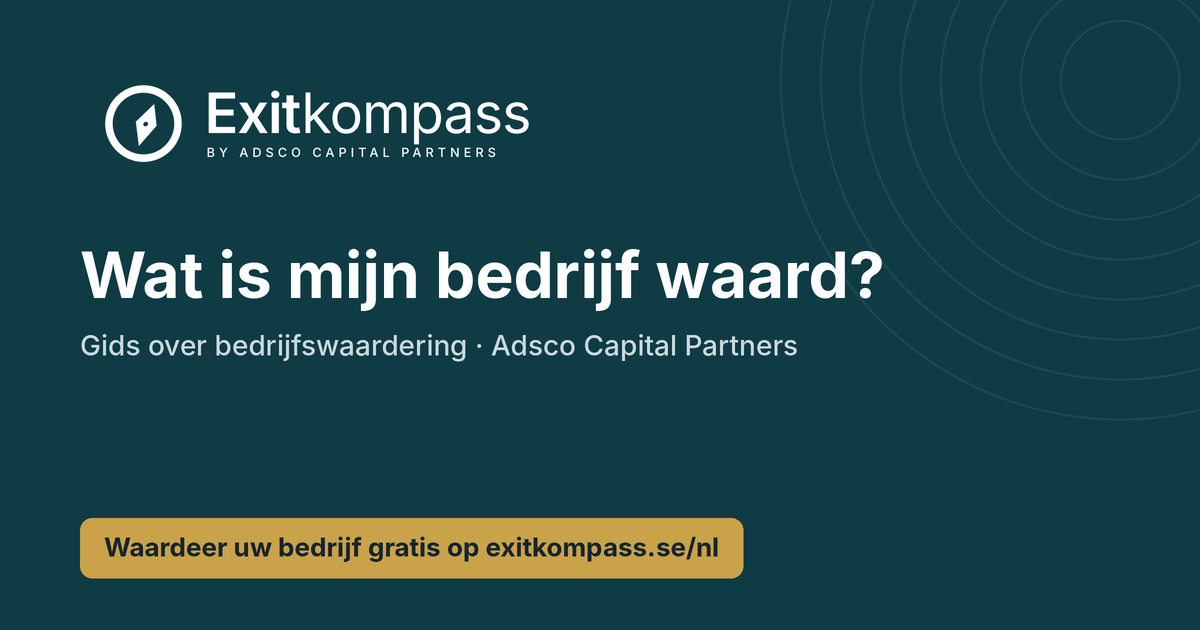 Exitkompass
BY ADSCO CAPITAL PARTNERS
Wat is mijn bedrijf waard?
Gids over bedrijfswaardering · Adsco Capital Partners
Waardeer uw bedrijf gratis op exitkompass.se/nl